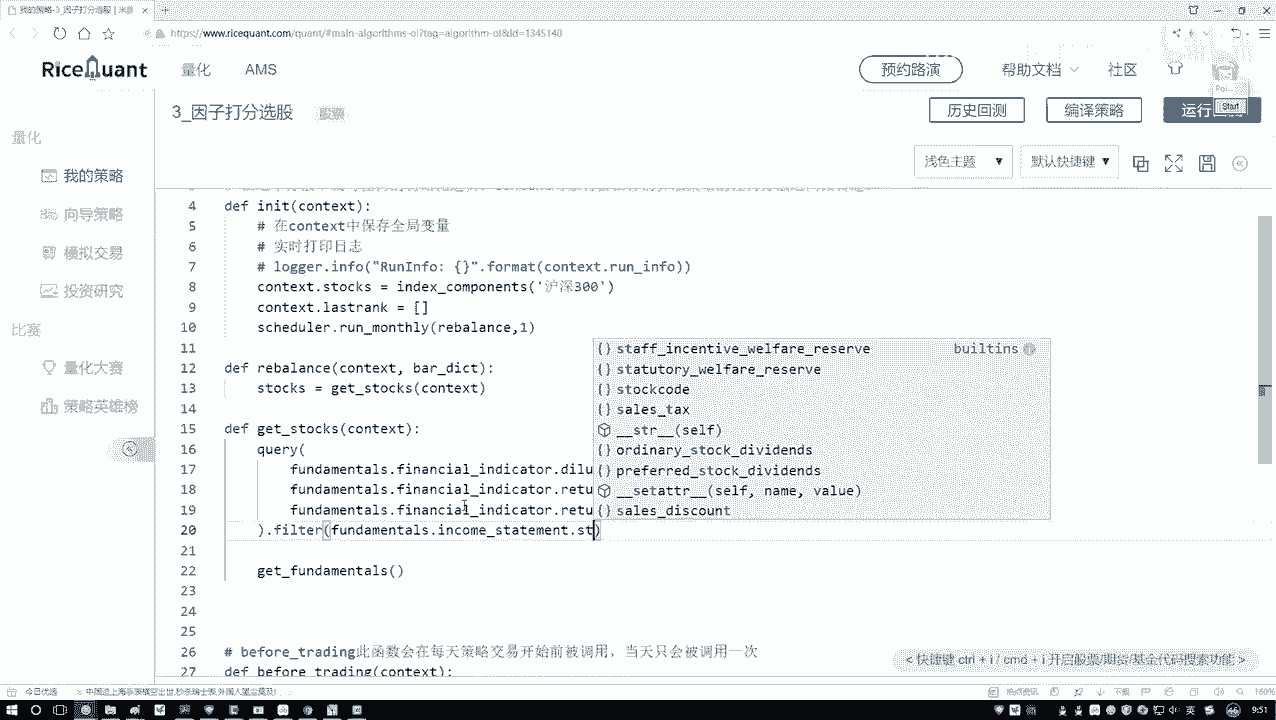 我的策略-3_因子打分选股 | 米筐
https://www.ricequant.com/quant/#main-algorithms-ol?tag=algorithm-ol&id=1345140
RiceQuant 量化 AMS 预约路演 帮助文档 社区
3_因子打分选股 股票 历史回测 编译策略 运行
Start
浅色主题 默认快捷键
量化
我的策略
向导策略
模拟交易
投资研究
比赛
量化大赛
策略英雄榜
4 def init(context):
5 # 在context中保存全局变量
6 # 实时打印日志
7 # logger.info("RunInfo: {}".format(context.run_info))
8 context.stocks = index_components('沪深300')
9 context.lastrank = []
10 scheduler.run_monthly(rebalance,1)
11
12 def rebalance(context, bar_dict):
13 stocks = get_stocks(context)
14
15 def get_stocks(context):
16 query(
17 fundamentals.financial_indicator.dilu
18 fundamentals.financial_indicator.retu
19 fundamentals.financial_indicator.retu
20 ).filter(fundamentals.income_statement.st)
21
22 get_fundamentals()
23
24
25
26 # before_trading此函数会在每天策略交易开始前被调用，当天只会被调用一次
27 def before_trading(context):
staff_incentive_welfare_reserve builtins
statutory_welfare_reserve
stockcode
sales_tax
__str__(self)
ordinary_stock_dividends
preferred_stock_dividends
__setattr__(self, name, value)
sales_discount
<快捷键 ctrl + i / cmd + i 开启股票/期货/基金代码搜索功能>
今日优选
下载 160%
英 9:51